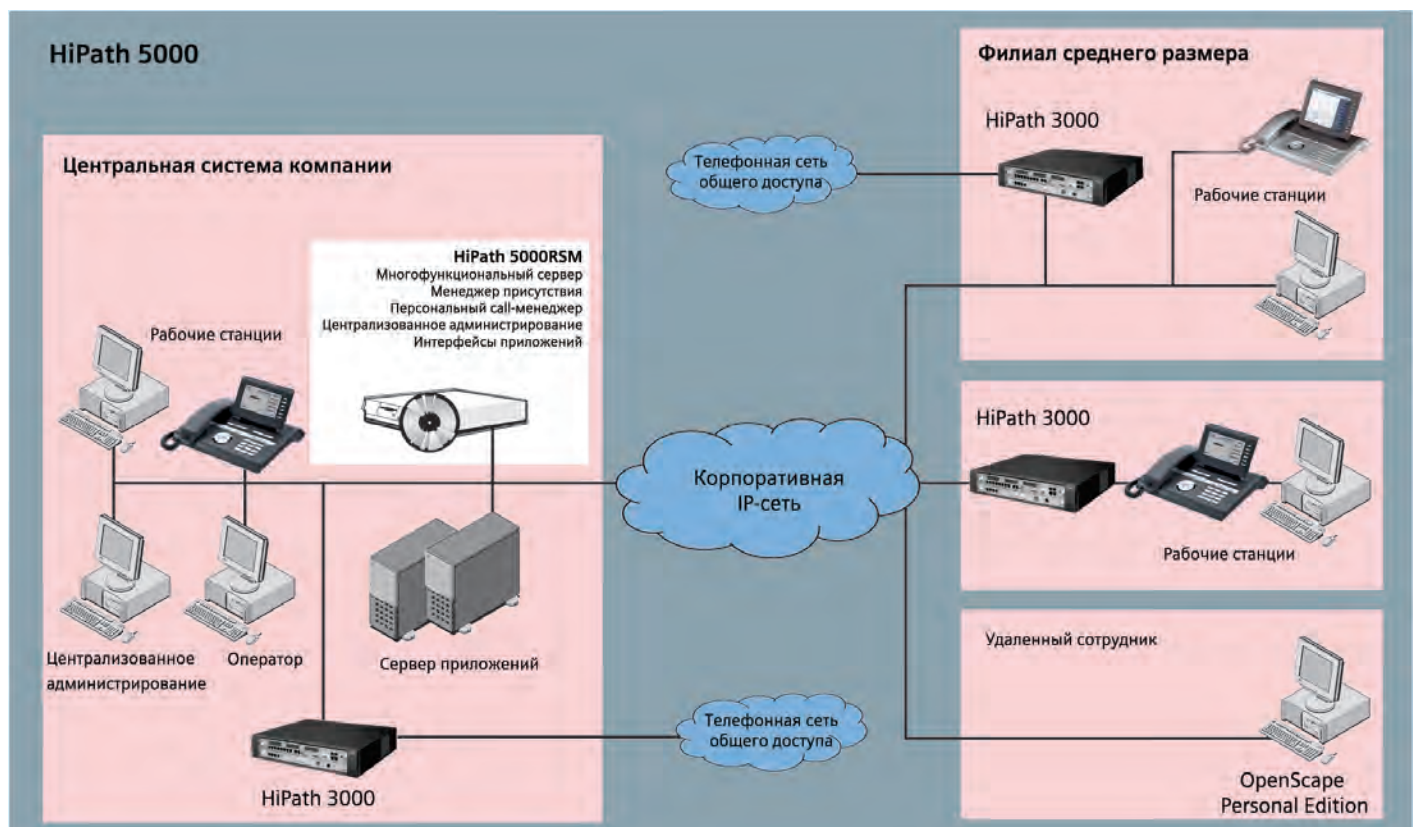 HiPath 5000
Центральная система компании
HiPath 5000RSM
Многофункциональный сервер
Менеджер присутствия
Персональный call-менеджер
Централизованное администрирование
Интерфейсы приложений
Рабочие станции
Централизованное
администрирование
Оператор
Сервер приложений
HiPath 3000
Телефонная сеть
общего доступа
Корпоративная
IP-сеть
Телефонная сеть
общего доступа
Филиал среднего размера
HiPath 3000
Рабочие станции
HiPath 3000
Рабочие станции
Удаленный сотрудник
OpenScape
Personal Edition